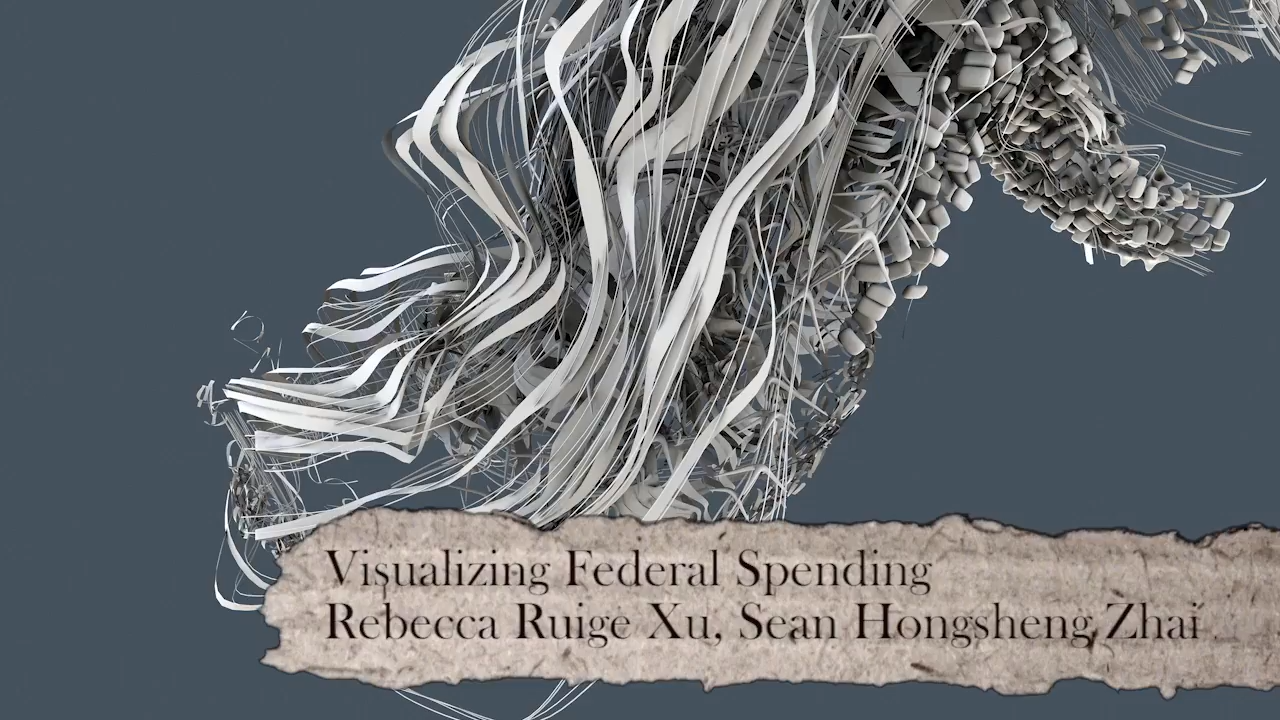 Visualizing Federal Spending
Rebecca Ruige Xu, Sean Hongsheng Zhai